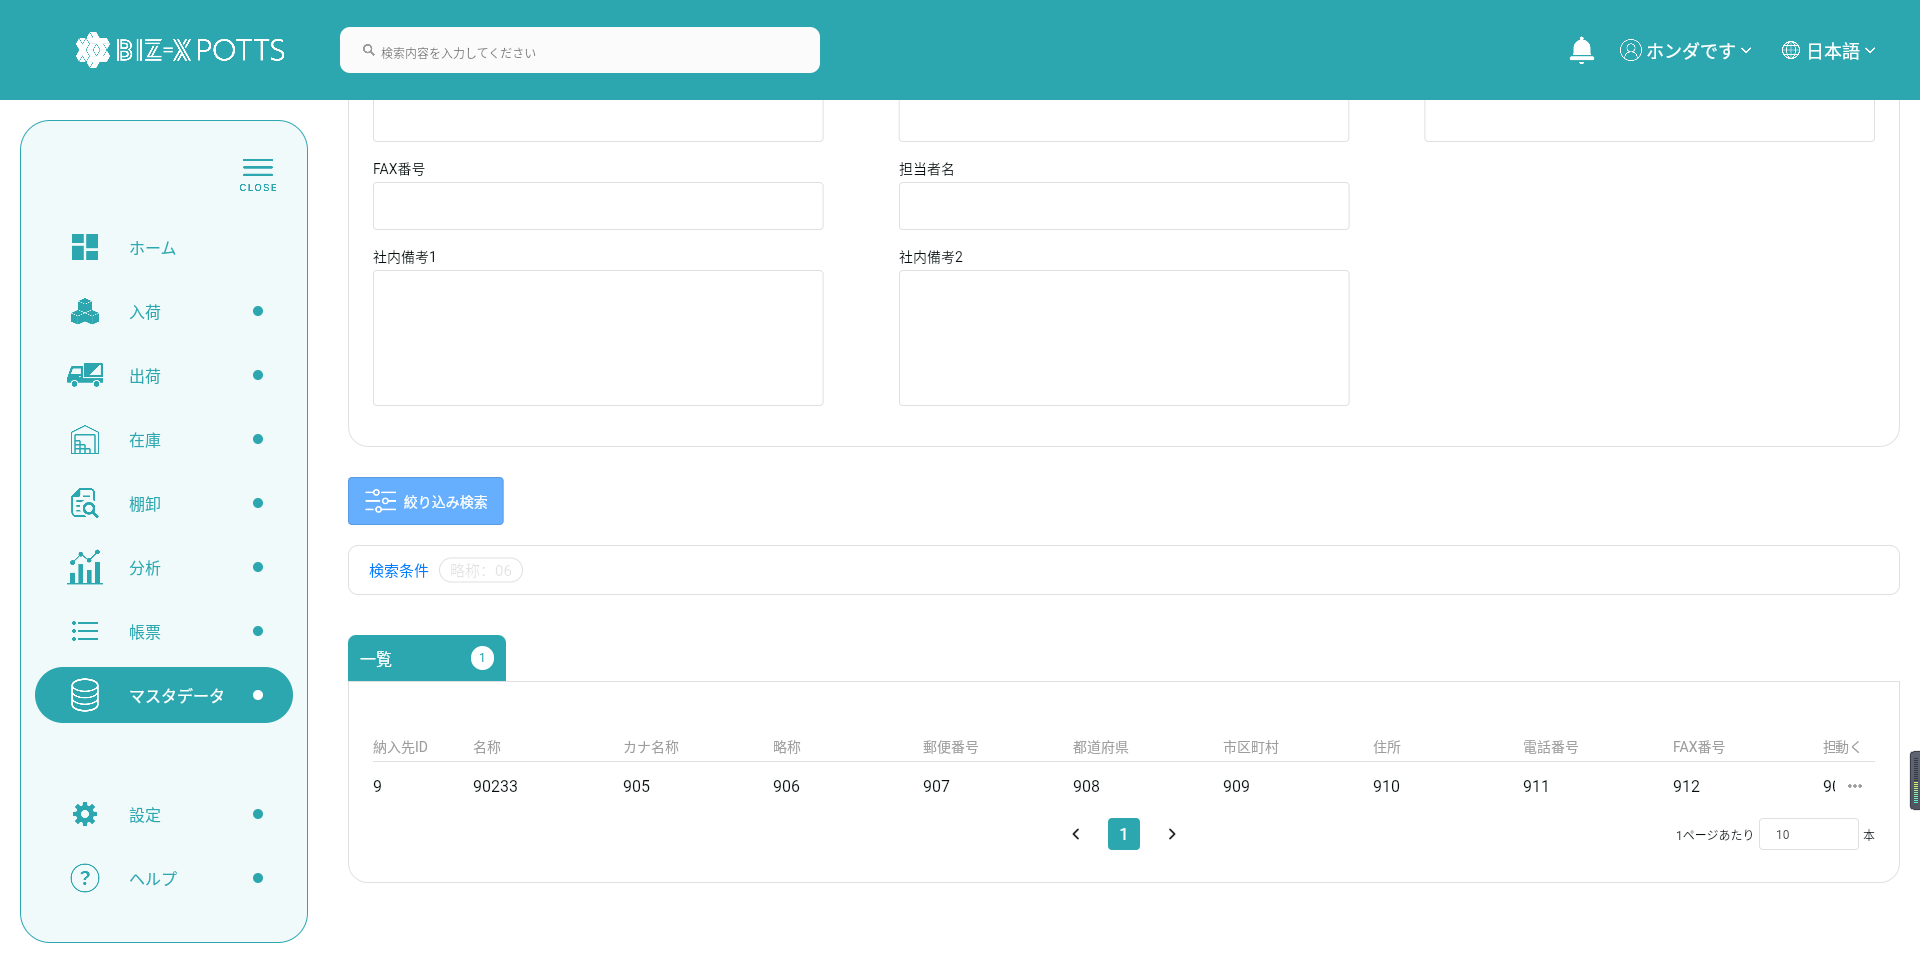 BIZ=X POTTS
検索内容を入力してください
ホンダです
日本語
CLOSE
ホーム
入荷
出荷
在庫
棚卸
分析
帳票
マスタデータ
設定
ヘルプ
FAX番号 担当者名
社内備考1 社内備考2
絞り込み検索
検索条件 略称：06
一覧 1
納入先ID 名称 カナ名称 略称 郵便番号 都道府県 市区町村 住所 電話番号 FAX番号 担動く
9 90233 905 906 907 908 909 910 911 912
1 1ページあたり 10 本